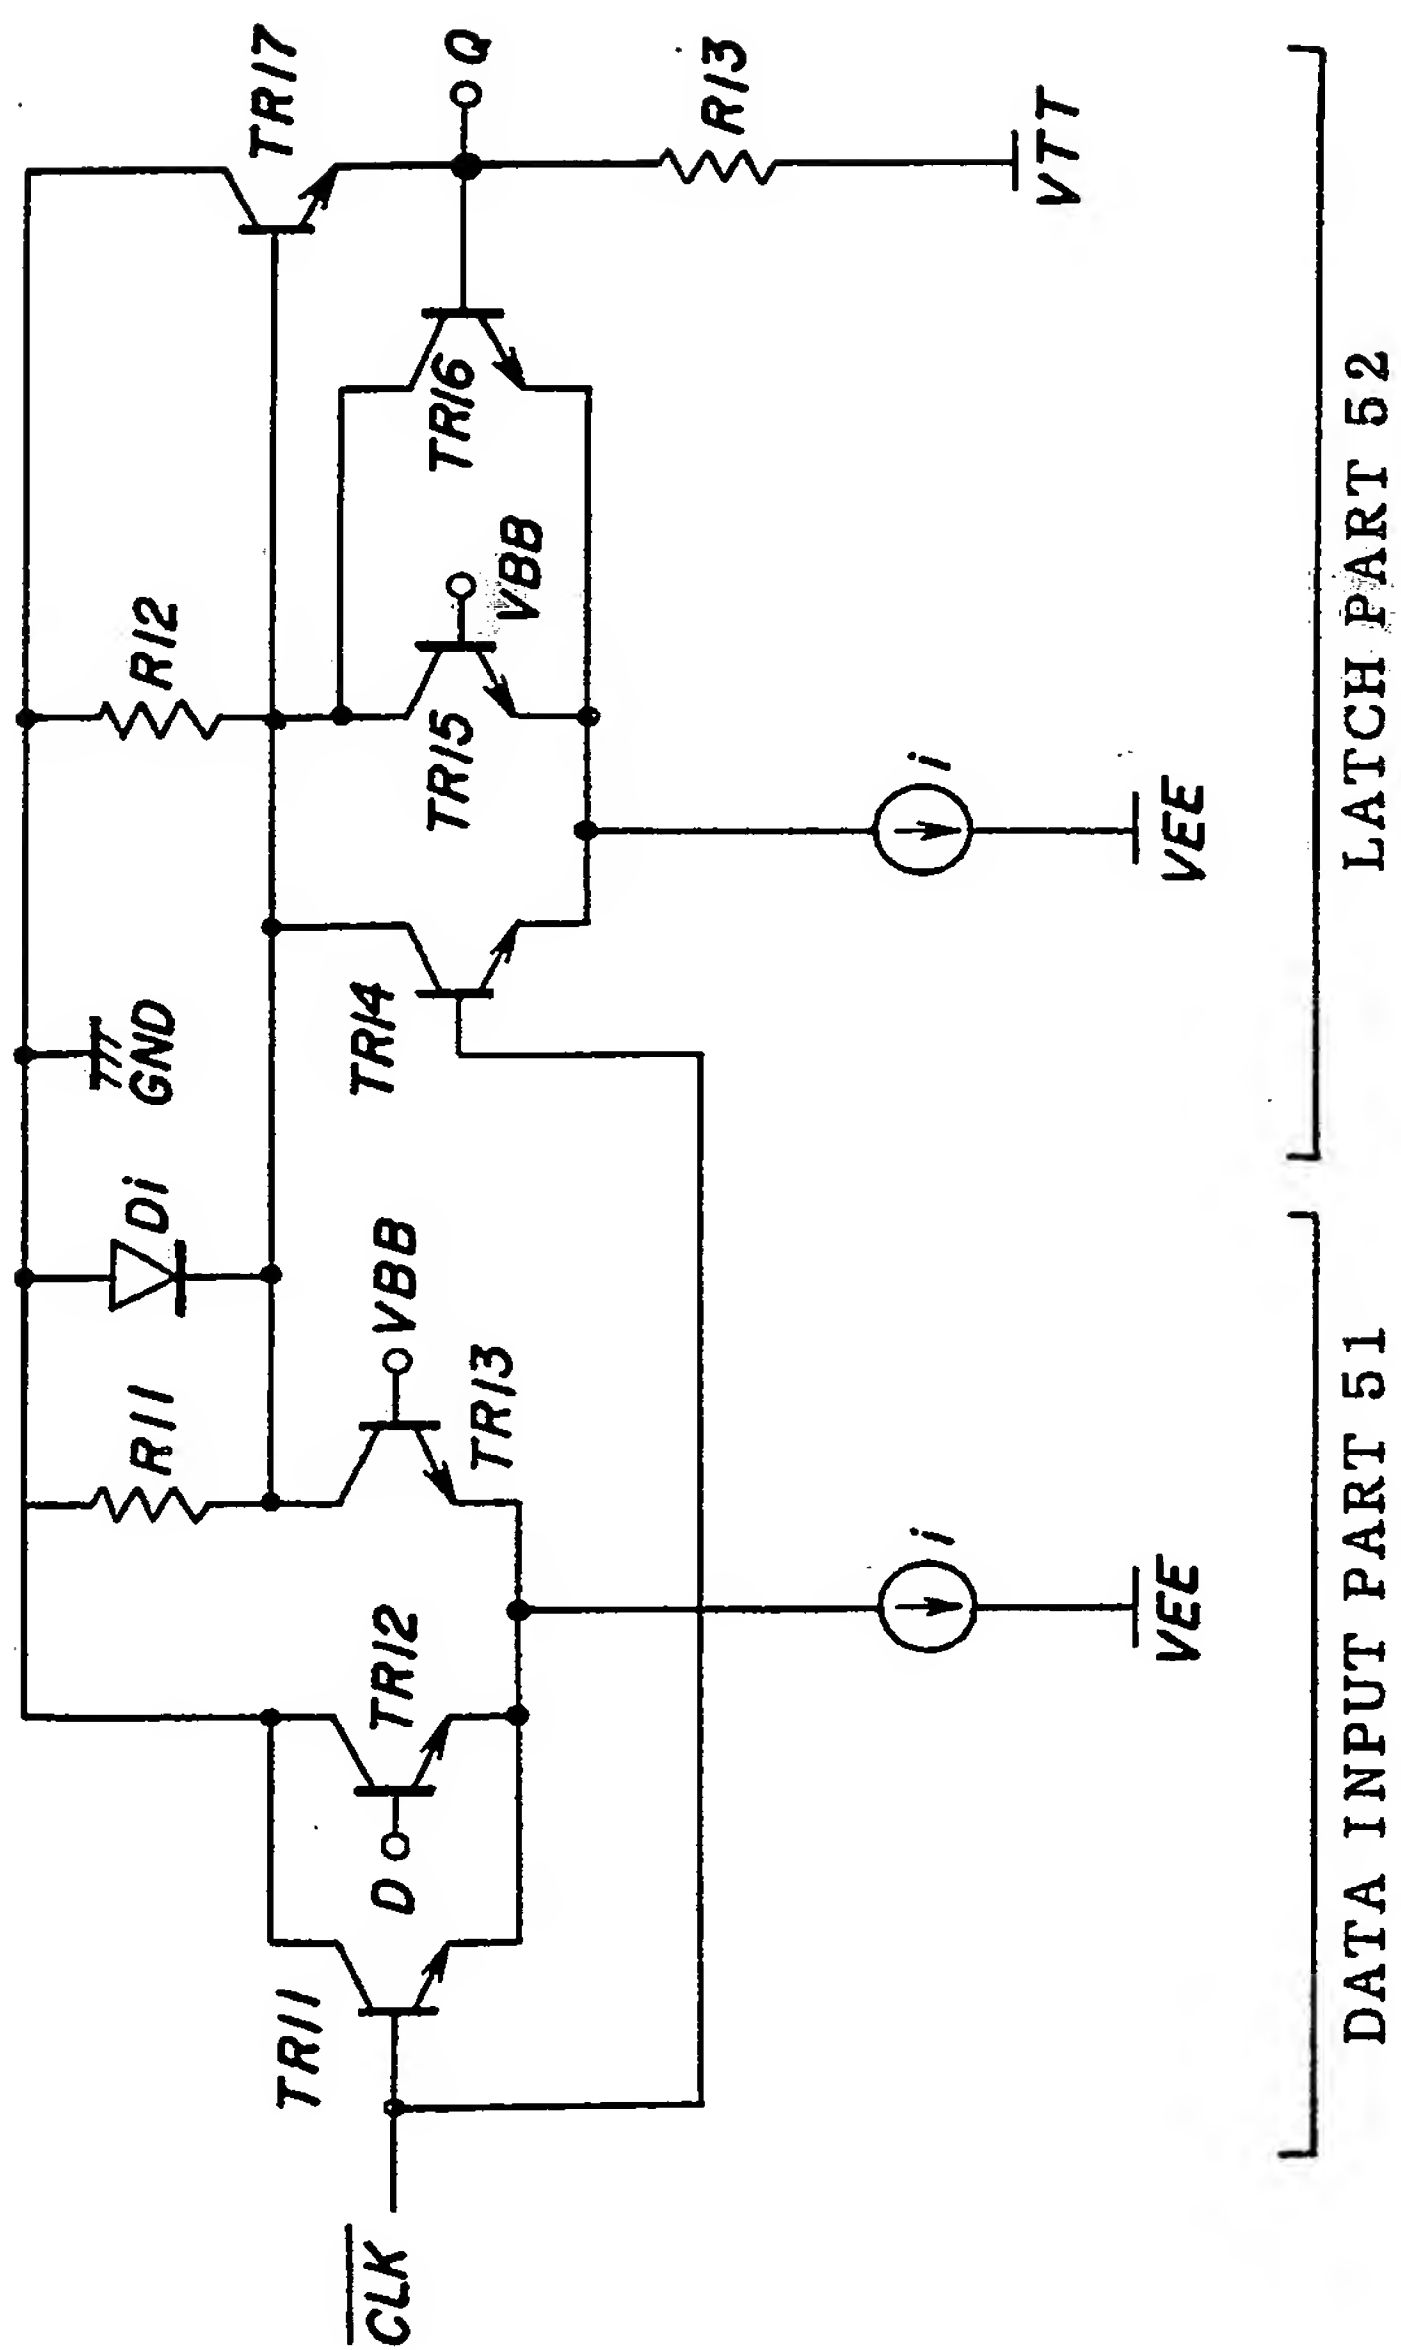 CLK
TR11
D
TR12
R11
TR13
VBB
Di
GND
TR14
R12
TR15
VBB
TR16
TR17
Q
R13
VTT
i
VEE
i
VEE
DATA INPUT PART 51
LATCH PART 52